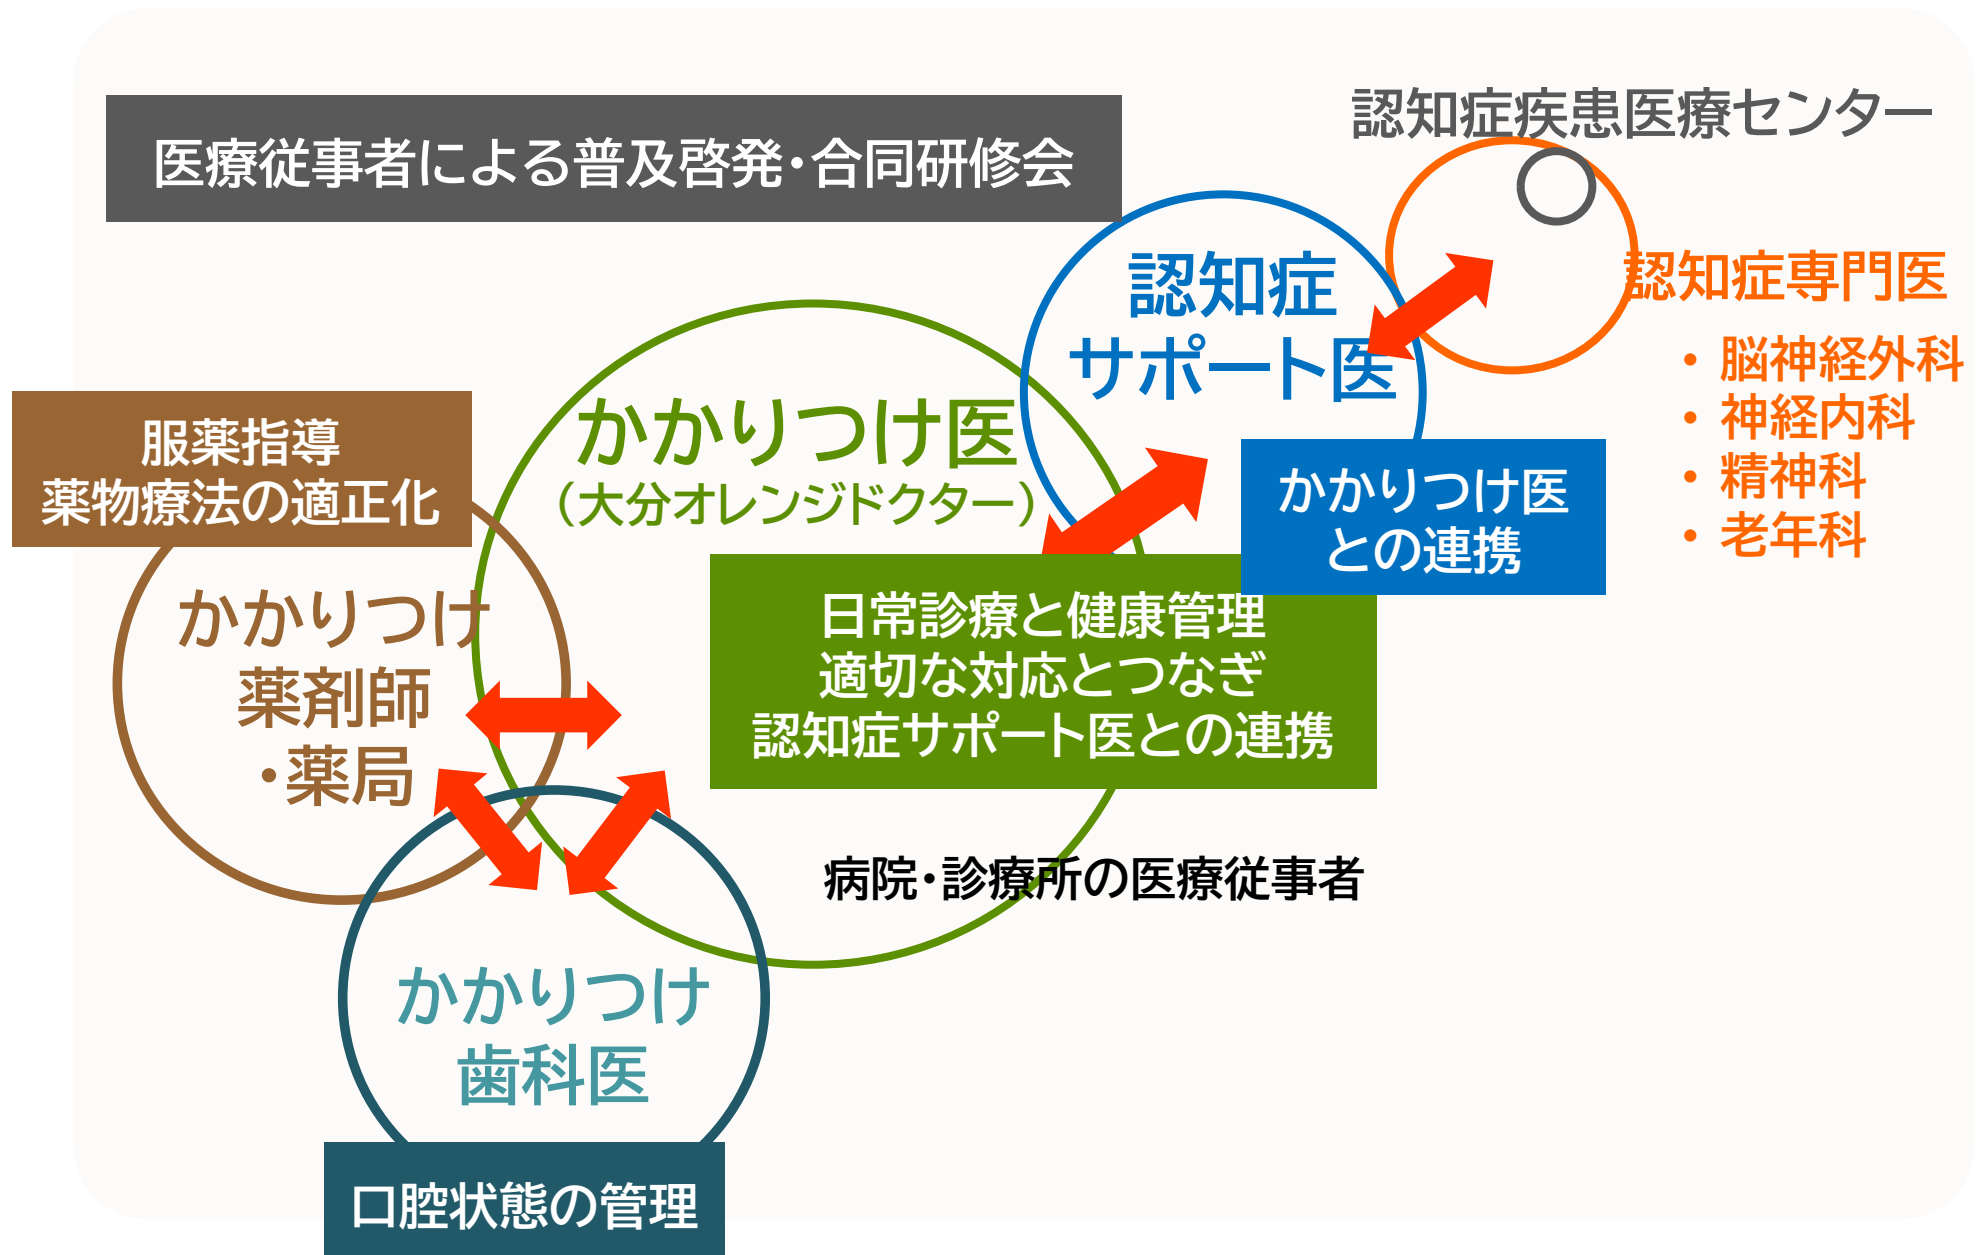 医療従事者による普及啓発・合同研修会
認知症疾患医療センター
認知症専門医
・ 脳神経外科
・ 神経内科
・ 精神科
・ 老年科
認知症
サポート医
かかりつけ医
との連携
かかりつけ医
（大分オレンジドクター）
日常診療と健康管理
適切な対応とつなぎ
認知症サポート医との連携
病院・診療所の医療従事者
服薬指導
薬物療法の適正化
かかりつけ
薬剤師
・薬局
かかりつけ
歯科医
口腔状態の管理